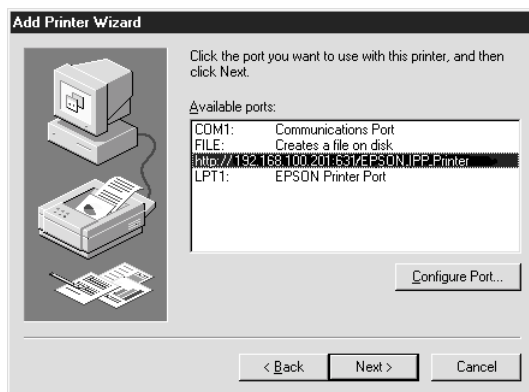 Add Printer Wizard
Click the port you want to use with this printer, and then
click Next.
Available ports:
COM1: Communications Port
FILE: Creates a file on disk
http://192.168.100.201:631/EPSON_IPP_Printer
LPT1: EPSON Printer Port
Configure Port...
< Back Next > Cancel